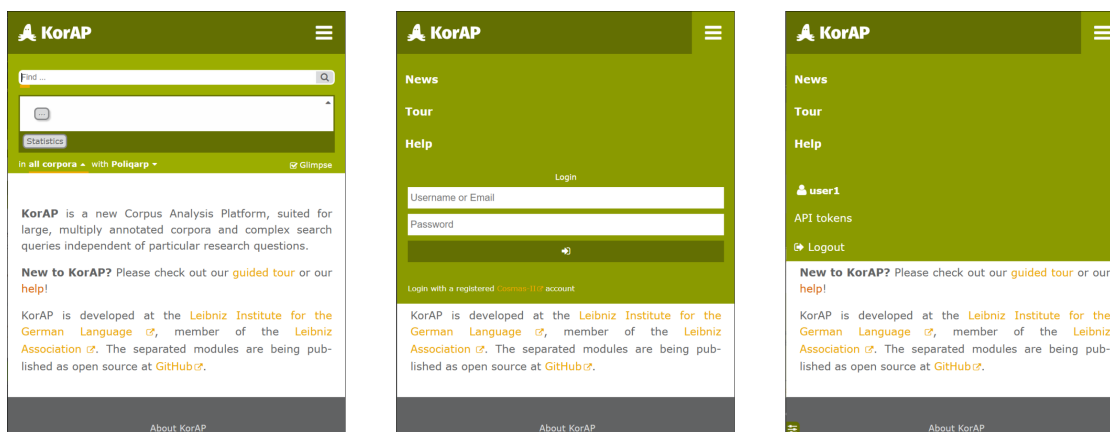 KorAP
Find ...
...
Statistics
in all corpora with Poliqarp
Glimpse
KorAP is a new Corpus Analysis Platform, suited for
large, multiply annotated corpora and complex search
queries independent of particular research questions.
New to KorAP? Please check out our guided tour or our
help!
KorAP is developed at the Leibniz Institute for the
German Language, member of the Leibniz
Association. The separated modules are being pub-
lished as open source at GitHub.
About KorAP
KorAP
News
Tour
Help
Login
Username or Email
Password
Login with a registered Cosmas-II account
KorAP is developed at the Leibniz Institute for the
German Language, member of the Leibniz
Association. The separated modules are being pub-
lished as open source at GitHub.
About KorAP
KorAP
News
Tour
Help
user1
API tokens
Logout
New to KorAP? Please check out our guided tour or our
help!
KorAP is developed at the Leibniz Institute for the
German Language, member of the Leibniz
Association. The separated modules are being pub-
lished as open source at GitHub.
About KorAP